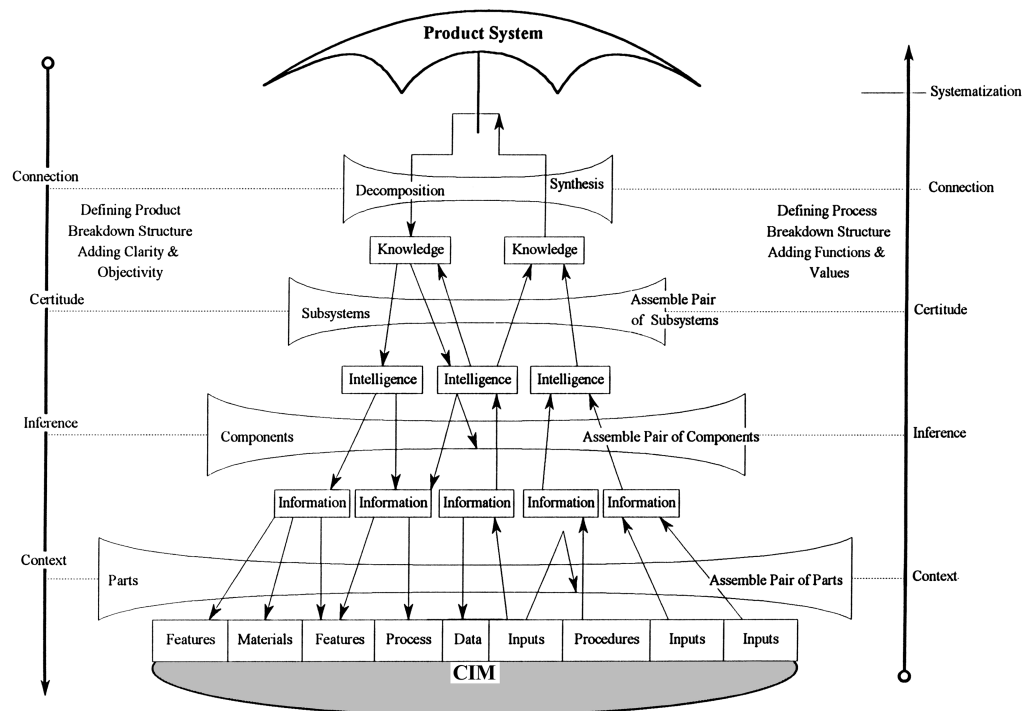 Product System
Systematization
Connection
Decomposition
Synthesis
Connection
Defining Product
Breakdown Structure
Adding Clarity &
Objectivity
Defining Process
Breakdown Structure
Adding Functions &
Values
Knowledge
Knowledge
Certitude
Subsystems
Assemble Pair
of Subsystems
Certitude
Intelligence
Intelligence
Intelligence
Inference
Components
Assemble Pair of Components
Inference
Information
Information
Information
Information
Information
Context
Parts
Assemble Pair of Parts
Context
Features
Materials
Features
Process
Data
Inputs
Procedures
Inputs
Inputs
CIM